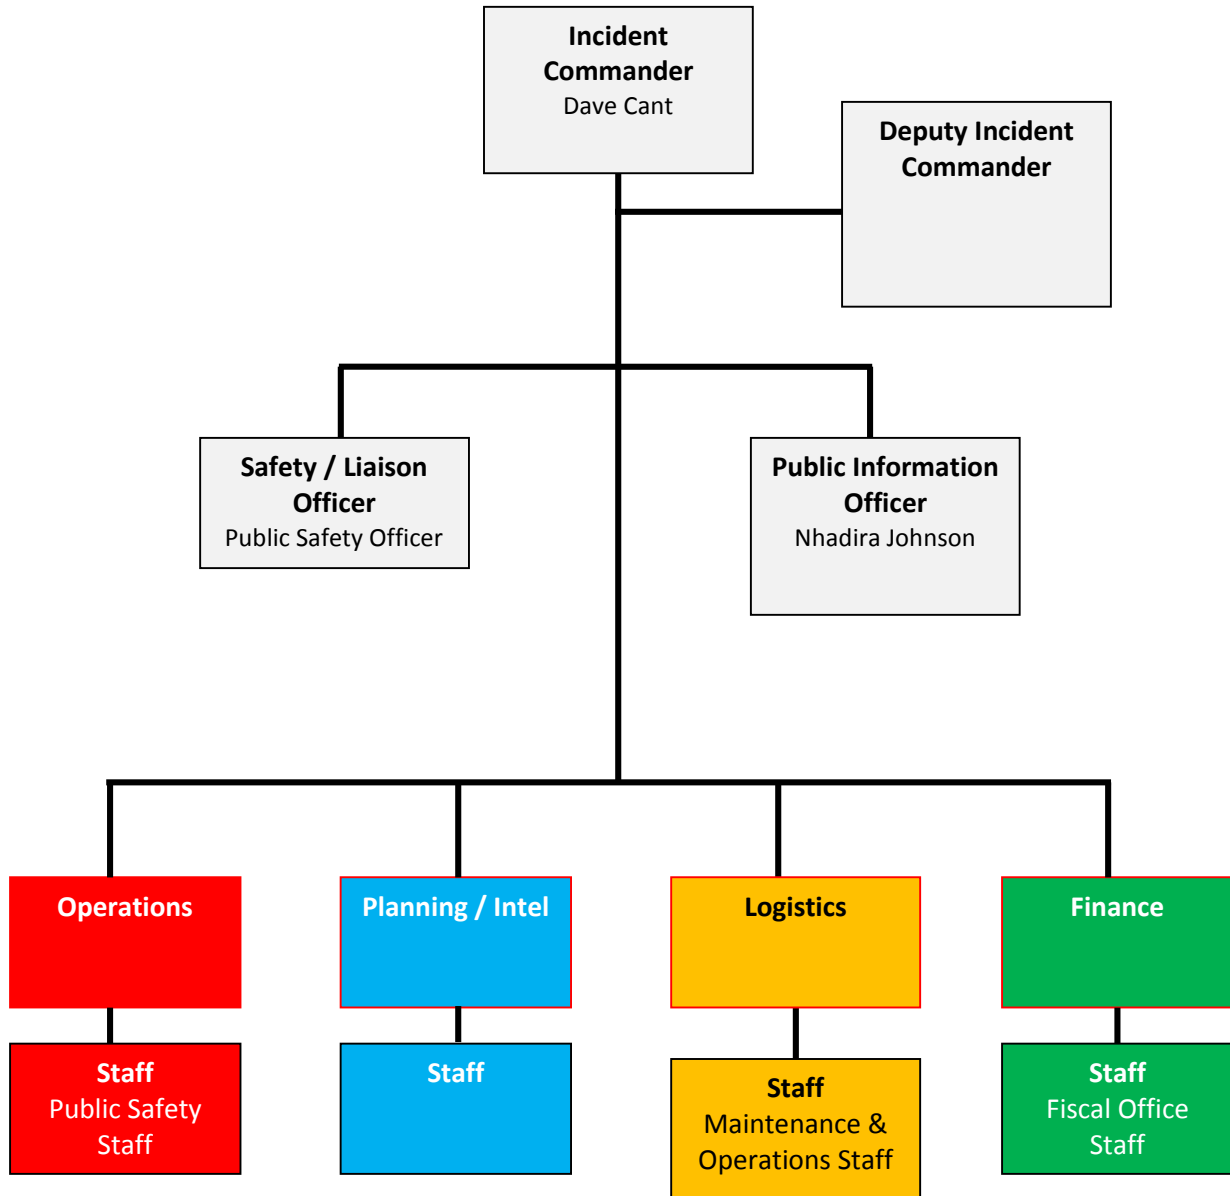 Incident
Commander
Dave Cant
Deputy Incident
Commander
Safety / Liaison
Officer
Public Safety Officer
Public Information
Officer
Nhadira Johnson
Operations
Planning / Intel
Logistics
Finance
Staff
Public Safety
Staff
Staff
Staff
Maintenance &
Operations Staff
Staff
Fiscal Office
Staff